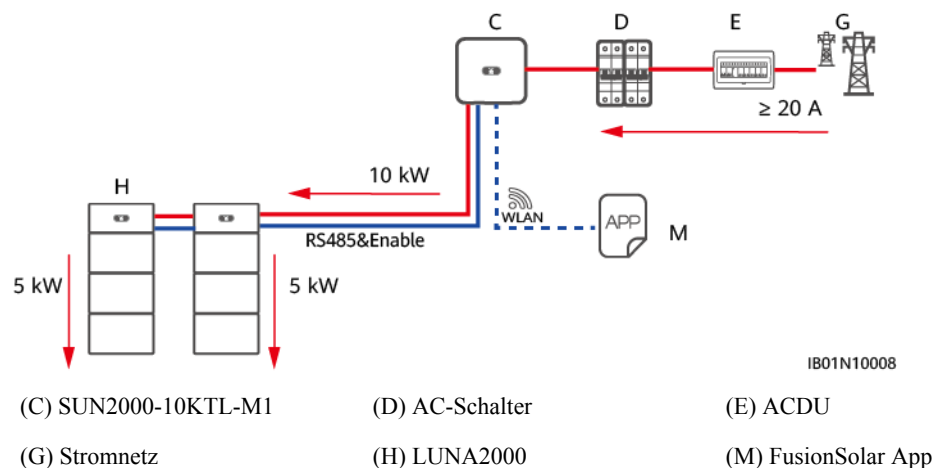 C D E G
≥ 20 A
10 kW
H
WLAN
APP
M
RS485&Enable
5 kW 5 kW
IB01N10008
(C) SUN2000-10KTL-M1 (D) AC-Schalter (E) ACDU
(G) Stromnetz (H) LUNA2000 (M) FusionSolar App